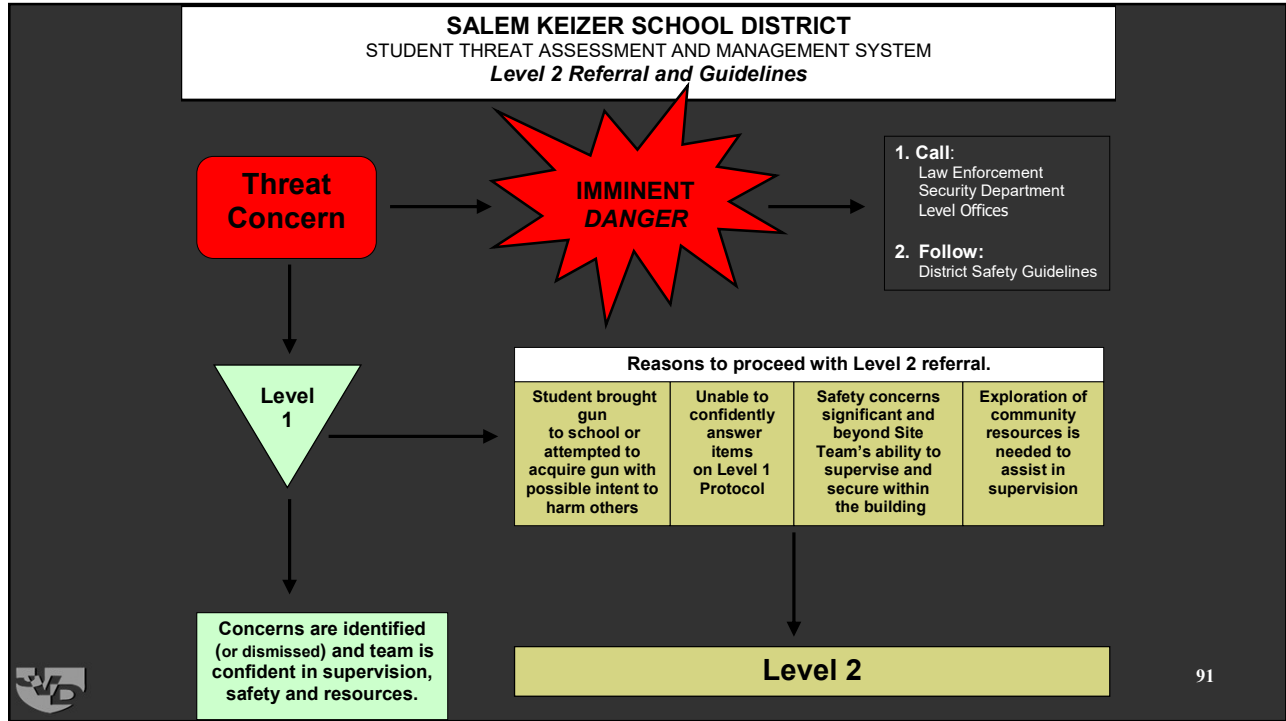 SALEM KEIZER SCHOOL DISTRICT
STUDENT THREAT ASSESSMENT AND MANAGEMENT SYSTEM
Level 2 Referral and Guidelines
Threat
Concern
IMMINENT
DANGER
1. Call:
Law Enforcement
Security Department
Level Offices
2. Follow:
District Safety Guidelines
Level
1
Reasons to proceed with Level 2 referral.
Student brought
gun
to school or
attempted to
acquire gun with
possible intent to
harm others
Unable to
confidently
answer
items
on Level 1
Protocol
Safety concerns
significant and
beyond Site
Team’s ability to
supervise and
secure within
the building
Exploration of
community
resources is
needed to
assist in
supervision
Concerns are identified
(or dismissed) and team is
confident in supervision,
safety and resources.
Level 2
91